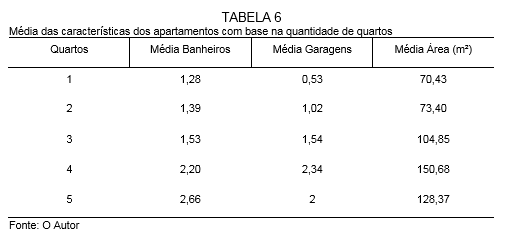 TABELA 6
Média das características dos apartamentos com base na quantidade de quartos
Quartos Média Banheiros Média Garagens Média Área (m²)
1 1,28 0,53 70,43
2 1,39 1,02 73,40
3 1,53 1,54 104,85
4 2,20 2,34 150,68
5 2,66 2 128,37
Fonte: O Autor